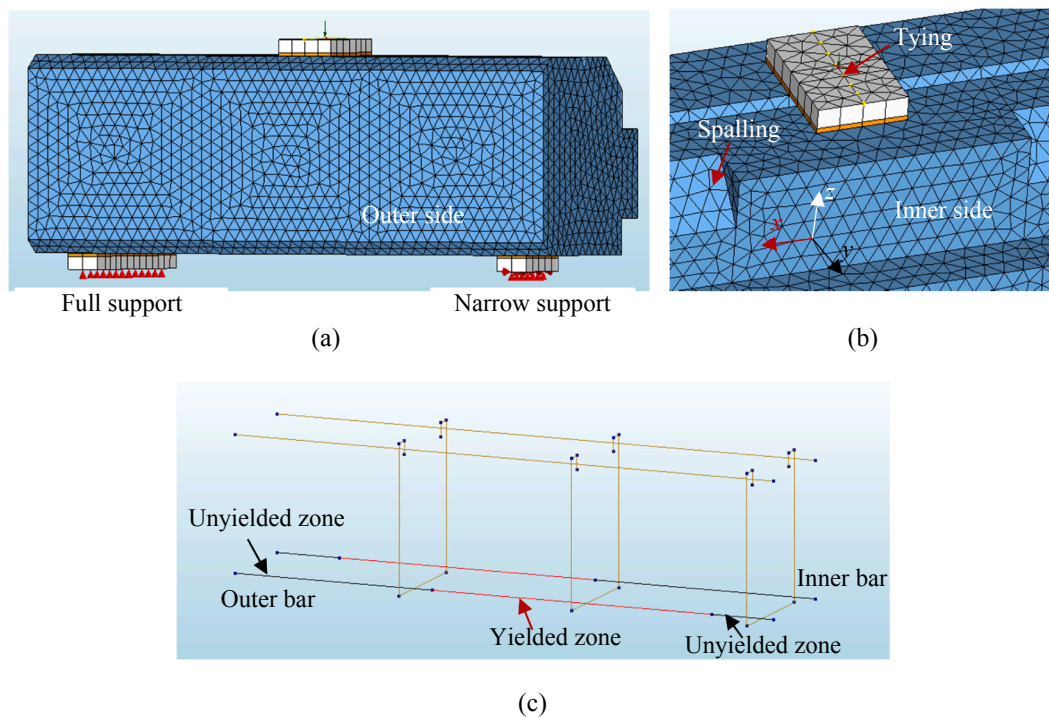 Outer side
Full support
Narrow support
(a)
Tying
Spalling
z
Inner side
x
y
(b)
Unyielded zone
Outer bar
Inner bar
Yielded zone
Unyielded zone
(c)